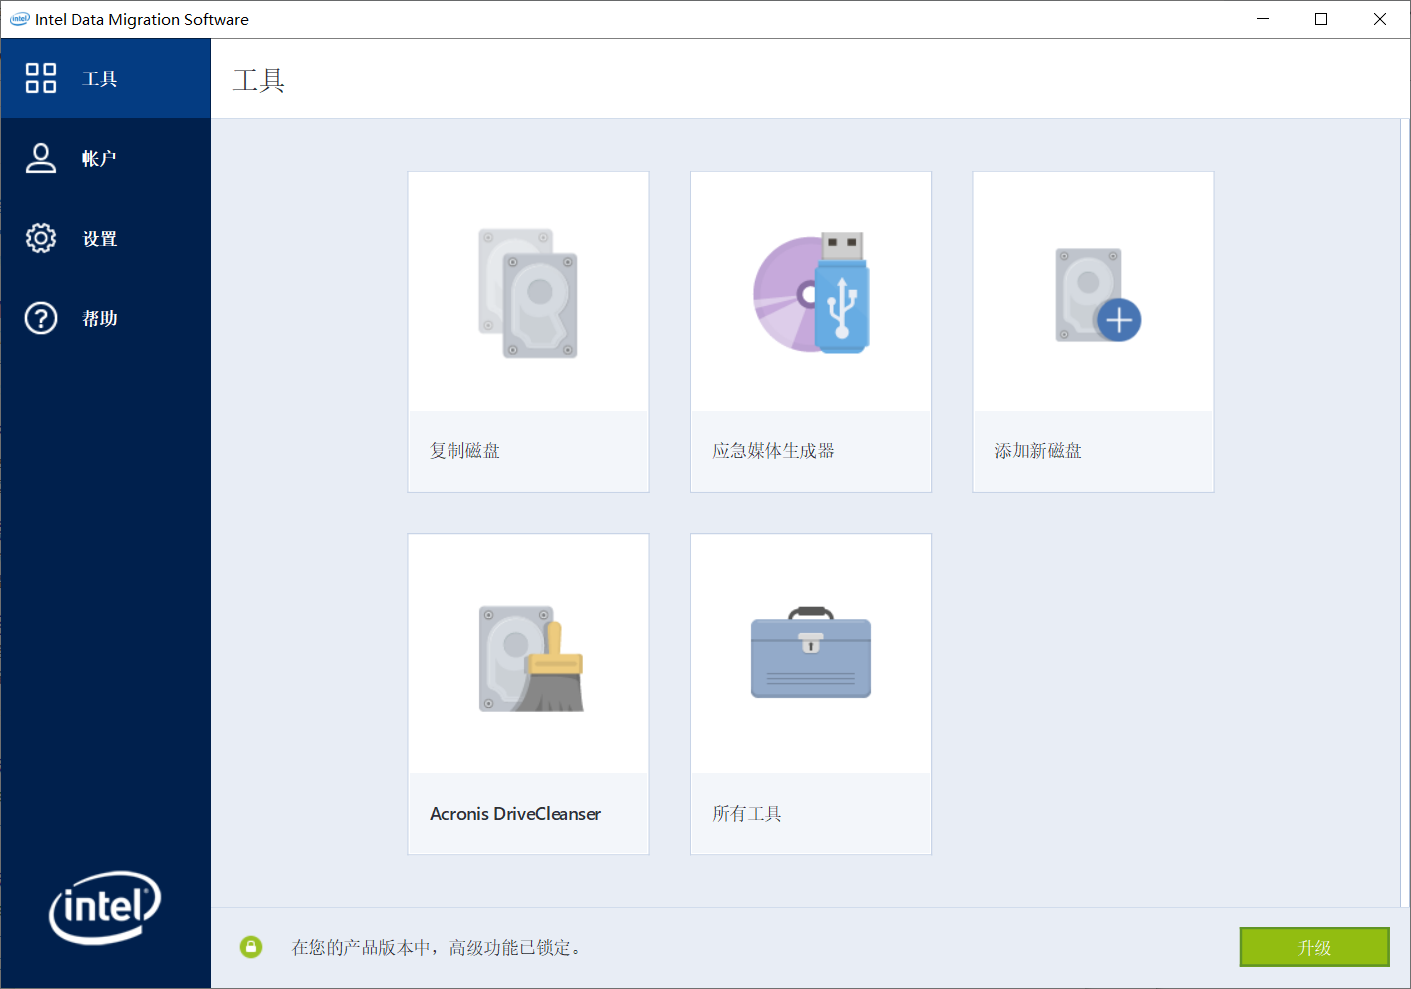 Intel Data Migration Software
工具
帐户
设置
帮助
工具
复制磁盘
应急媒体生成器
添加新磁盘
Acronis DriveCleanser
所有工具
intel
在您的产品版本中，高级功能已锁定。
升级